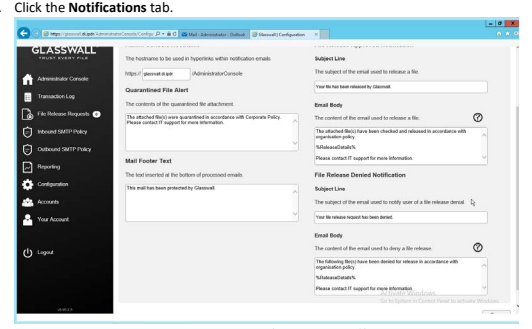 Click the Notifications tab.
https://glasswall.dl.ipdr/AdministratorConsole/Config
Mail - Administrator - Outlook
Glasswall | Configuration
GLASSWALL
TRUST EVERY FILE
Administrator Console
Transaction Log
File Release Requests 0
Inbound SMTP Policy
Outbound SMTP Policy
Reporting
Configuration
Accounts
Your Account
Logout
The hostname to be used in hyperlinks within notification emails
https:// glasswall.dl.ipdr /AdministratorConsole
Quarantined File Alert
The contents of the quarantined file attachment.
The attached file(s) were quarantined in accordance with Corporate Policy.
Please contact IT support for more information.
Mail Footer Text
The text inserted at the bottom of processed emails.
This mail has been protected by Glasswall.
Subject Line
The subject of the email used to release a file.
Your file has been released by Glasswall.
Email Body
The content of the email used to release a file.
The attached file(s) have been checked and released in accordance with
organisation policy.
%ReleaseDetails%
Please contact IT support for more information.
File Release Denied Notification
Subject Line
The subject of the email used to notify user of a file release denial.
Your file release request has been denied.
Email Body
The content of the email used to deny a file release.
The following file(s) have been denied for release in accordance with
organisation policy.
%ReleaseDetails%
Please contact IT support for more information.
Activate Windows
Go to System in Control Panel to activate Windows.